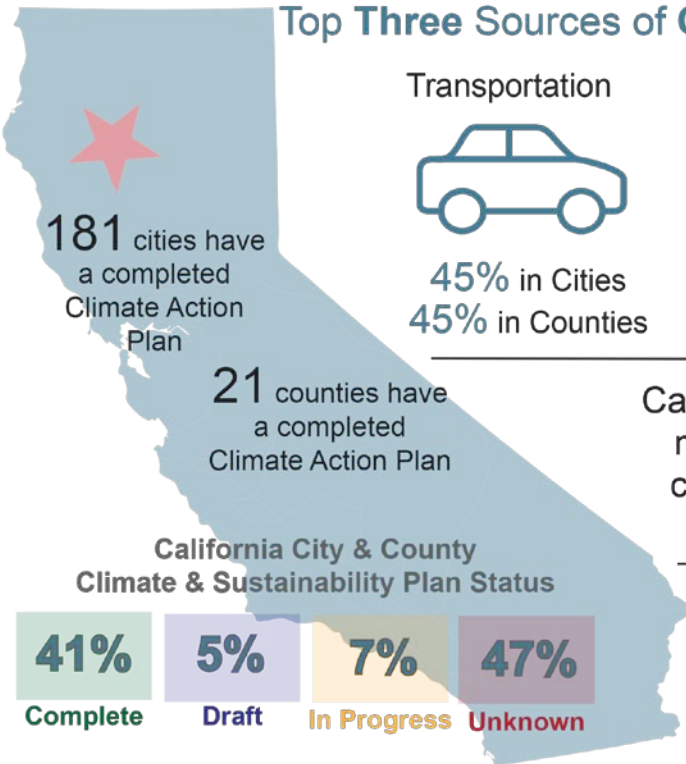 Top Three Sources of
Transportation
45% in Cities
45% in Counties
181 cities have
a completed
Climate Action
Plan
21 counties have
a completed
Climate Action Plan
California City & County
Climate & Sustainability Plan Status
41%
5%
7%
47%
Complete
Draft
In Progress
Unknown